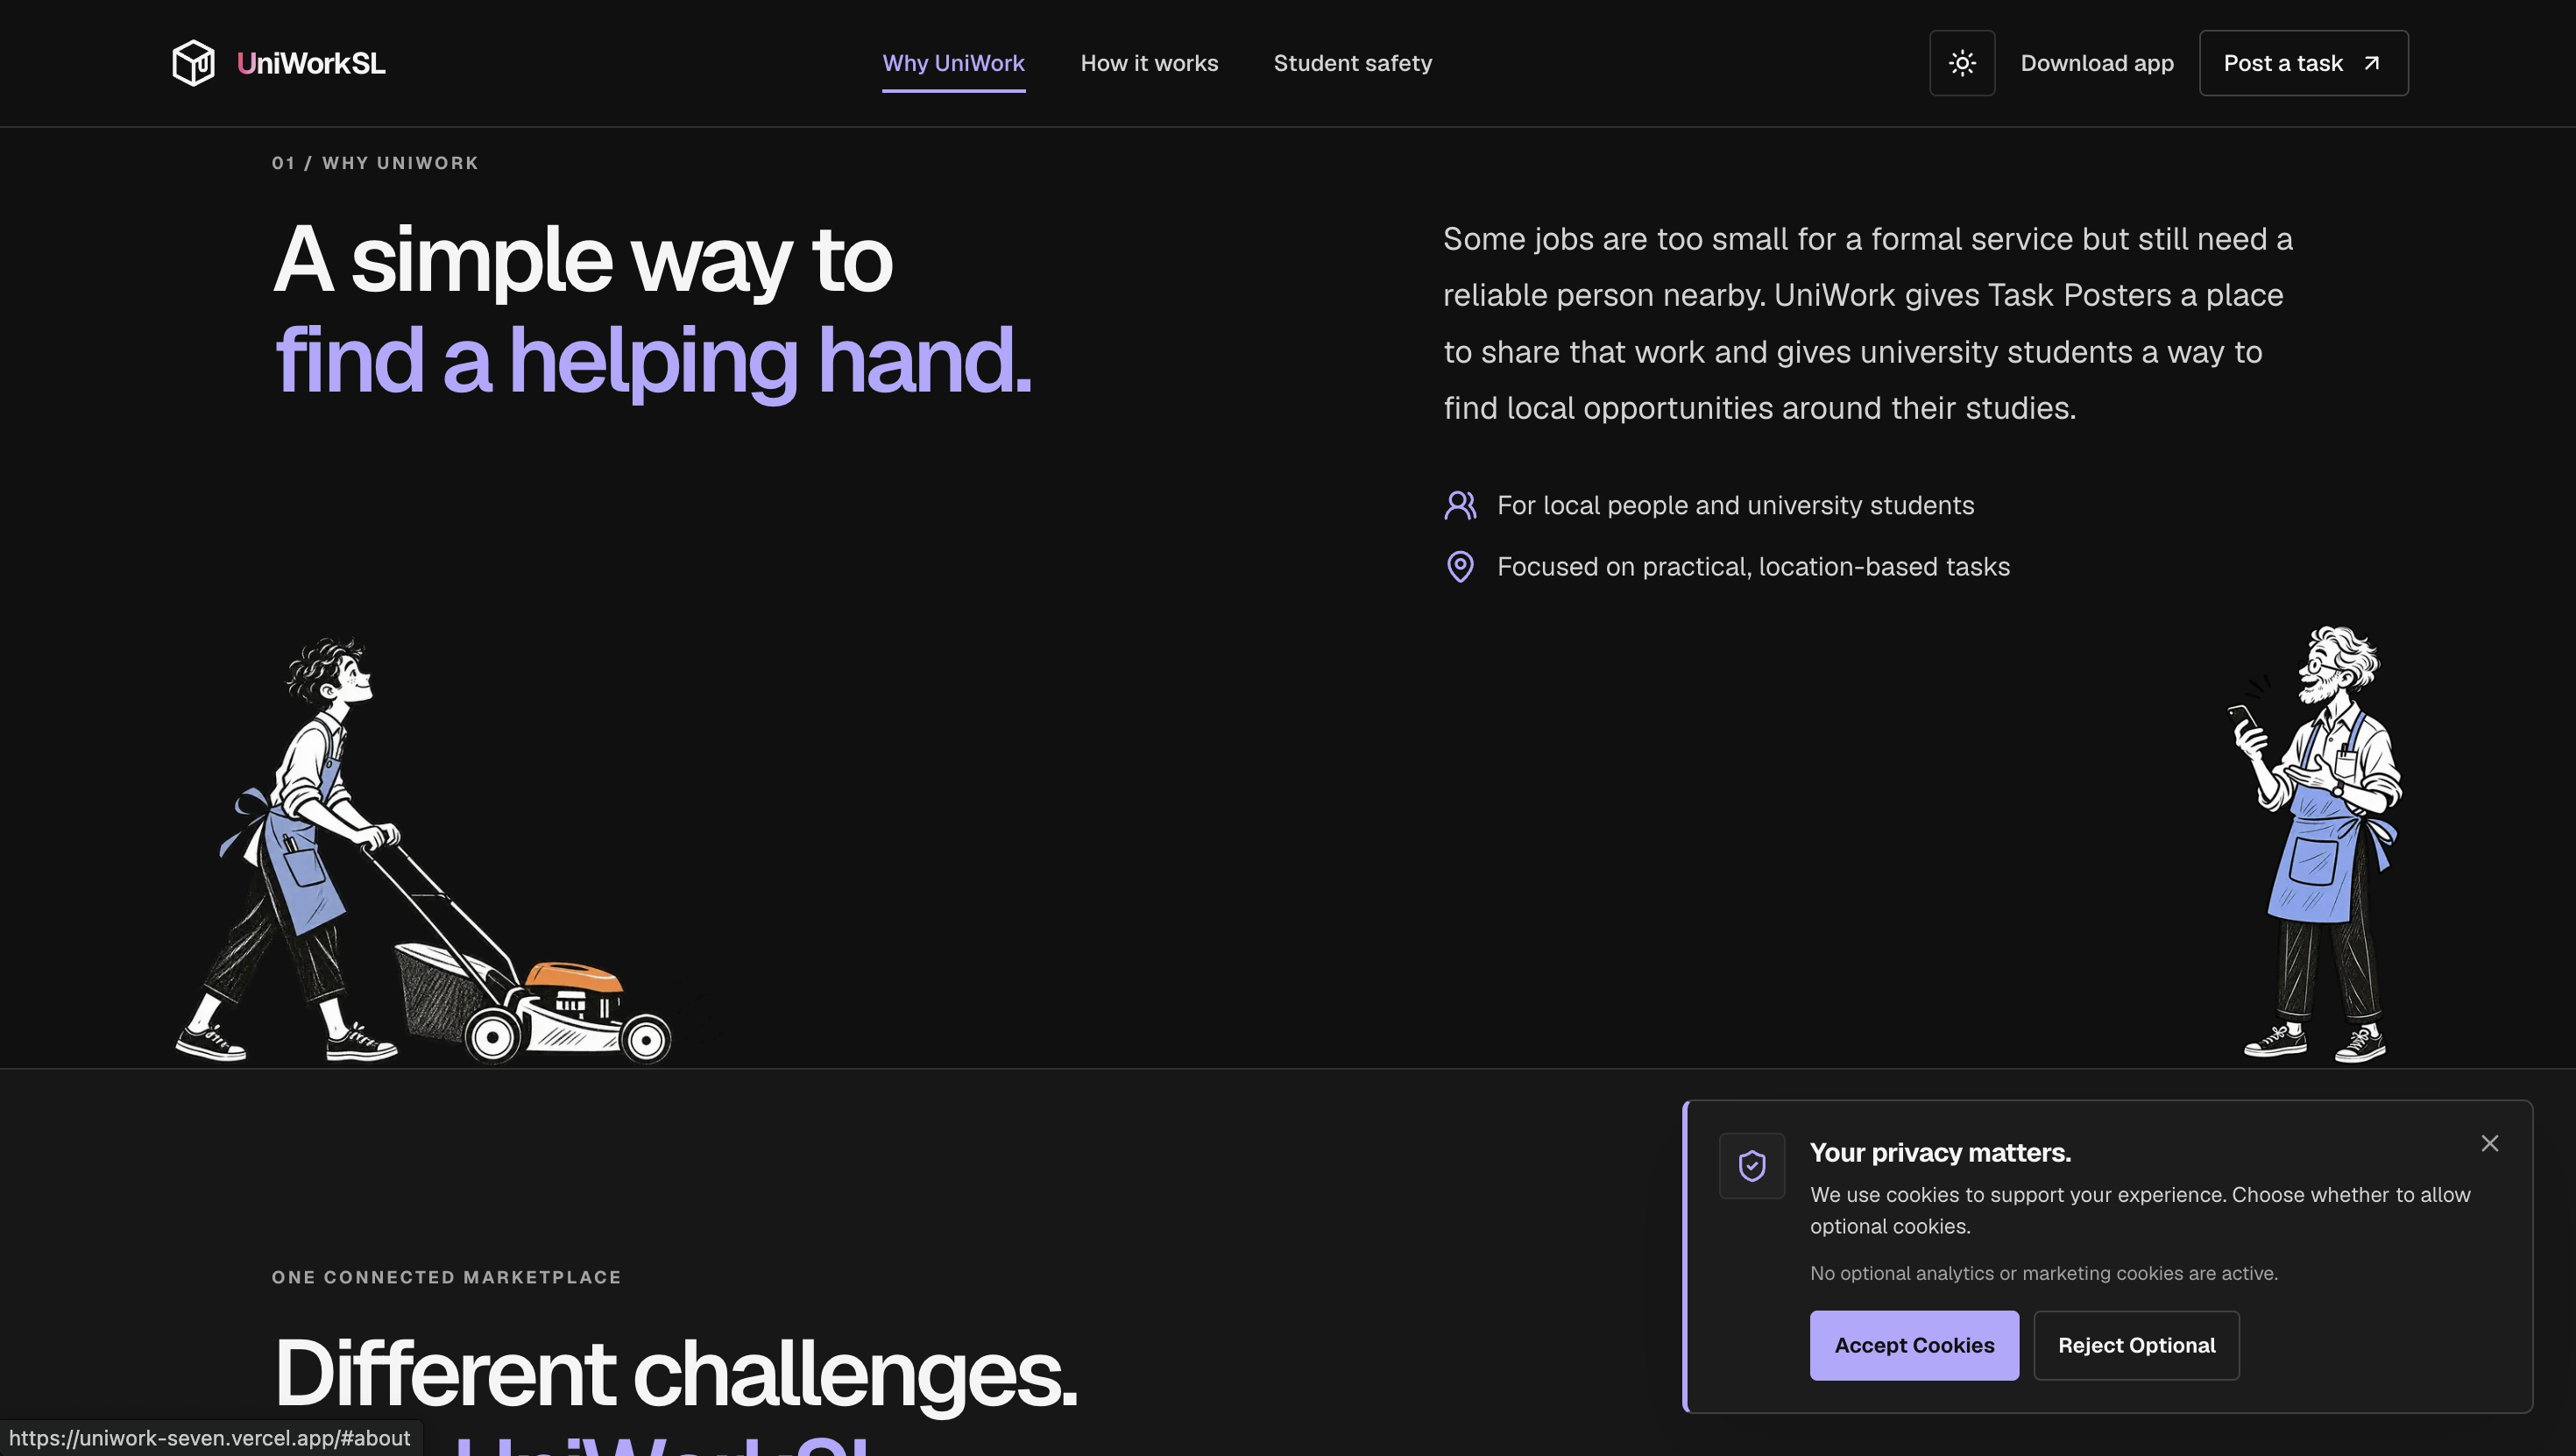 UniWorkSL
Why UniWork
How it works
Student safety
Download app
Post a task
01 / WHY UNIWORK
A simple way to
find a helping hand.
Some jobs are too small for a formal service but still need a
reliable person nearby. UniWork gives Task Posters a place
to share that work and gives university students a way to
find local opportunities around their studies.
For local people and university students
Focused on practical, location-based tasks
ONE CONNECTED MARKETPLACE
Different challenges.
UniWorkSL
Your privacy matters.
We use cookies to support your experience. Choose whether to allow
optional cookies.
No optional analytics or marketing cookies are active.
Accept Cookies
Reject Optional
https://uniwork-seven.vercel.app/#about